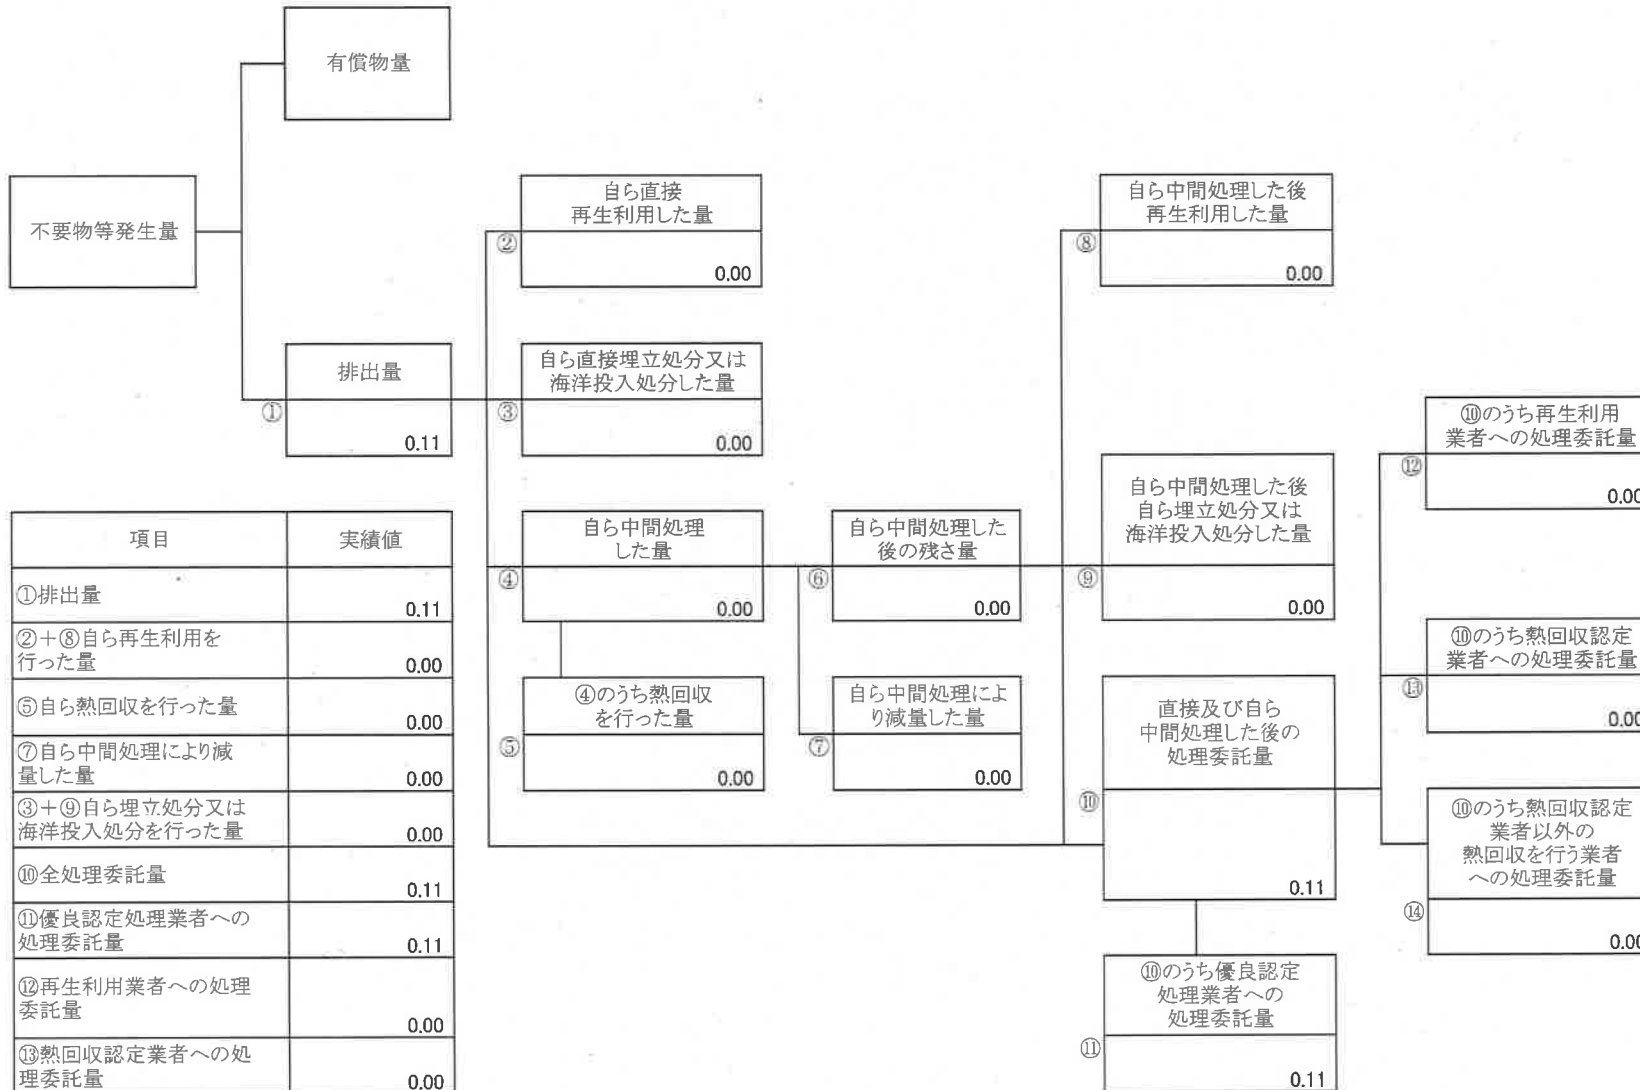 有償物量
不要物等発生量
自ら直接
再生利用した量
②
0.00
自ら中間処理した後
再生利用した量
⑧
0.00
排出量
①
0.11
自ら直接埋立処分又は
海洋投入処分した量
③
0.00
⑩のうち再生利用
業者への処理委託量
⑫
0.00
自ら中間処理した後
自ら埋立処分又は
海洋投入処分した量
⑨
0.00
自ら中間処理
した量
④
0.00
自ら中間処理した
後の残さ量
⑥
0.00
⑩のうち熱回収認定
業者への処理委託量
⑬
0.00
④のうち熱回収
を行った量
⑤
0.00
自ら中間処理によ
り減量した量
⑦
0.00
直接及び自ら
中間処理した後の
処理委託量
⑩
0.11
⑩のうち熱回収認定
業者以外の
熱回収を行う業者
への処理委託量
⑭
0.00
⑩のうち優良認定
処理業者への
処理委託量
⑪
0.11
項目 実績値
①排出量 0.11
②+⑧自ら再生利用を
行った量 0.00
⑤自ら熱回収を行った量 0.00
⑦自ら中間処理により減
量した量 0.00
③+⑨自ら埋立処分又は
海洋投入処分を行った量 0.00
⑩全処理委託量 0.11
⑪優良認定処理業者への
処理委託量 0.11
⑫再生利用業者への処理
委託量 0.00
⑬熱回収認定業者への処
理委託量 0.00